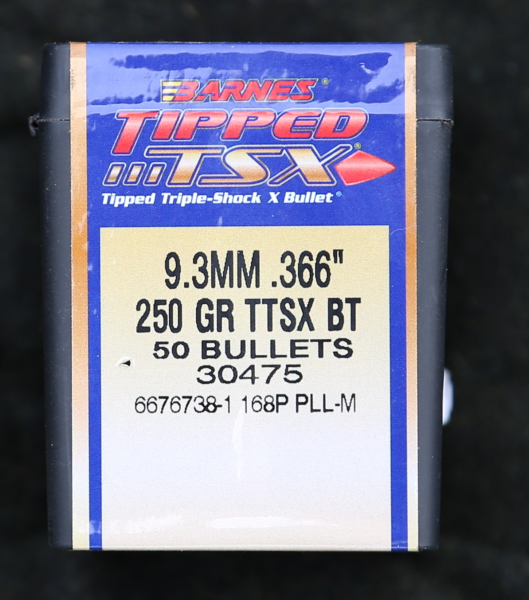 BARNES®
TIPPED
TSX®
Tipped Triple-Shock X Bullet®
9.3MM .366"
250 GR TTSX BT
50 BULLETS
30475
6676738-1 168P PLL-M